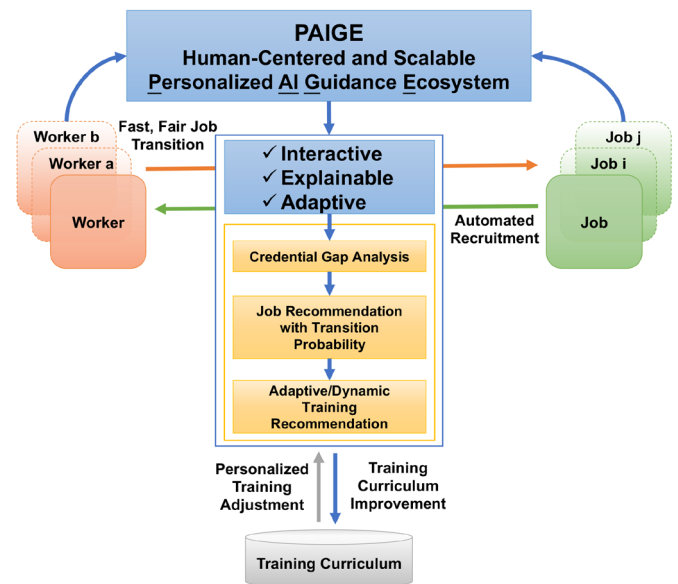 PAIGE
Human-Centered and Scalable
Personalized AI Guidance Ecosystem
Worker b
Worker a
Worker
Fast, Fair Job
Transition
✓ Interactive
✓ Explainable
✓ Adaptive
Job j
Job i
Job
Automated
Recruitment
Credential Gap Analysis
Job Recommendation
with Transition
Probability
Adaptive/Dynamic
Training
Recommendation
Personalized
Training
Adjustment
Training
Curriculum
Improvement
Training Curriculum